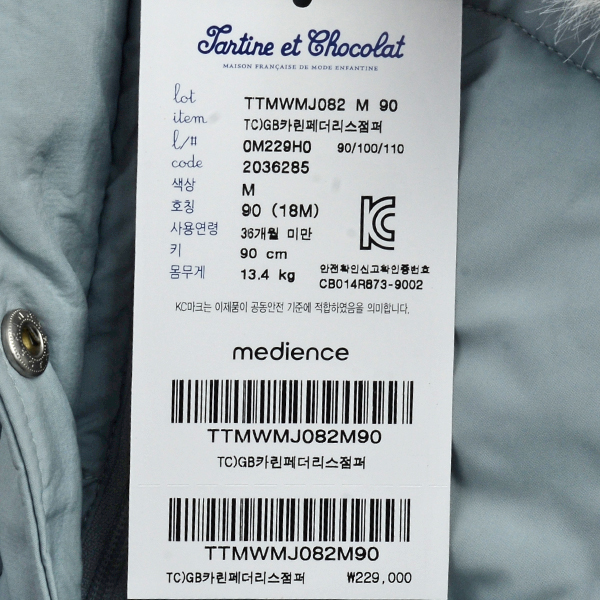 Tartine et Chocolat
MAISON FRANÇAISE DE MODE ENFANTINE
lot TTMWMJ082 M 90
item TC)GB카린페더리스점퍼
l/# 0M229H0 90/100/110
code 2036285
색상 M
호칭 90 (18M)
사용연령 36개월 미만
키 90 cm
몸무게 13.4 kg
안전확인신고확인증번호
CB014R873-9002
KC마크는 이제품이 공동안전 기준에 적합하였음을 의미합니다.
medience
TTMWMJ082M90
TC)GB카린페더리스점퍼
TTMWMJ082M90
TC)GB카린페더리스점퍼 ₩229,000